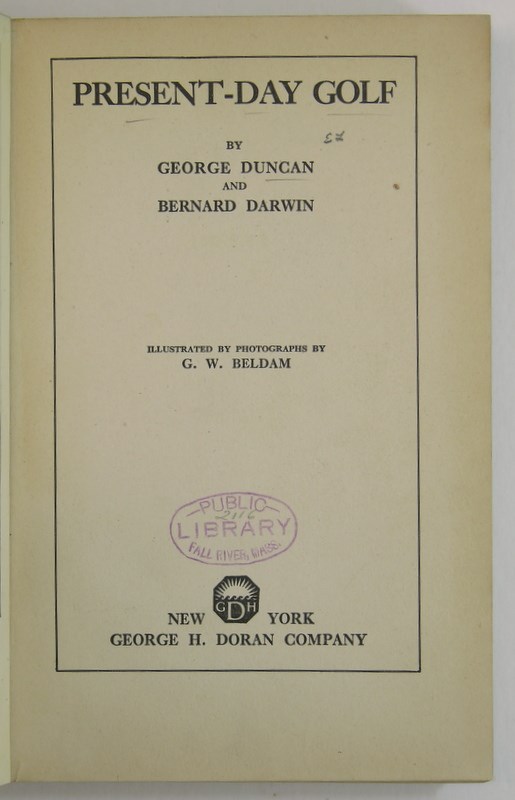 PRESENT-DAY GOLF
BY
GEORGE DUNCAN
AND
BERNARD DARWIN
ILLUSTRATED BY PHOTOGRAPHS BY
G. W. BELDAM
PUBLIC
2116
LIBRARY
FALL RIVER, MASS.
GDH
NEW YORK
GEORGE H. DORAN COMPANY